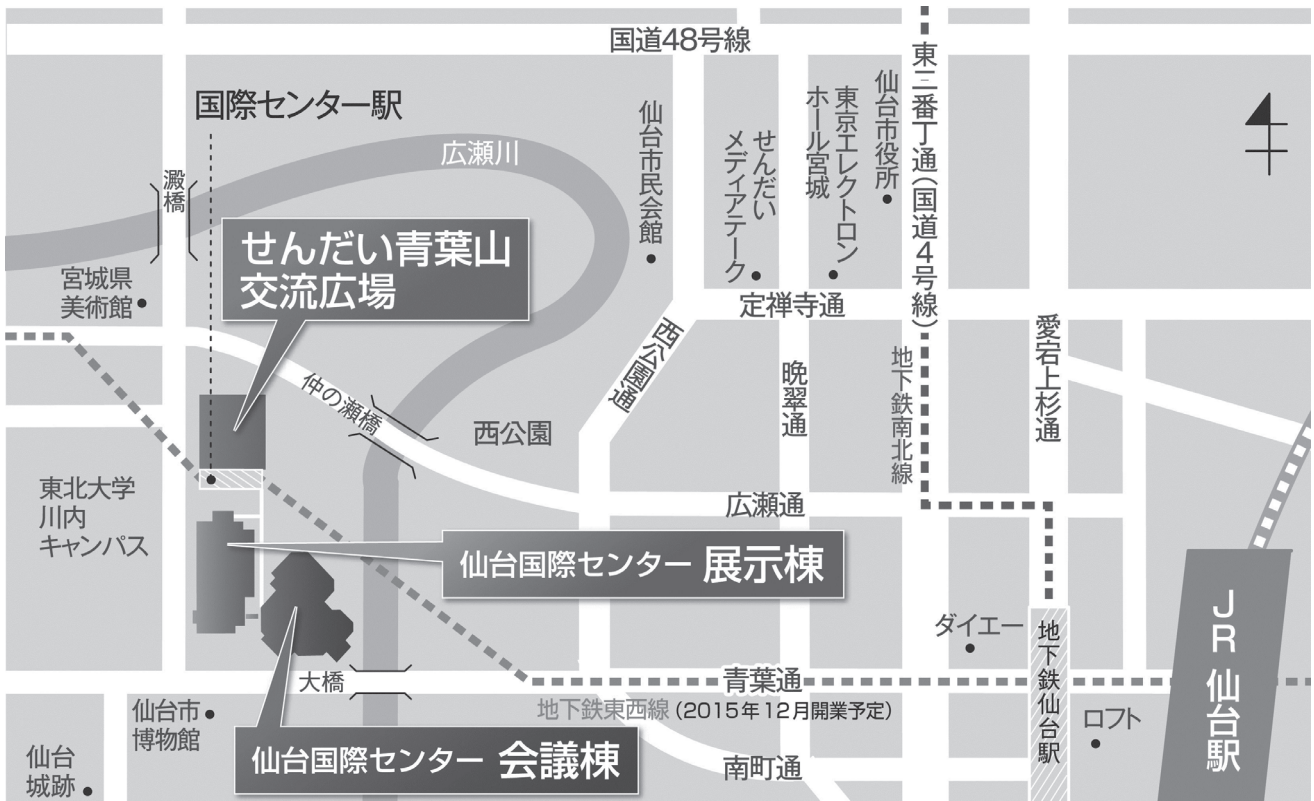 国道48号線
国際センター駅
広瀬川
澱橋
せんだい青葉山
交流広場
宮城県
美術館
仙台市民会館
せんだい
メディアテーク
東京エレクトロン
ホール宮城
仙台市役所
東二番丁通(国道4号線)
定禅寺通
西公園通
晩翠通
地下鉄南北線
愛宕上杉通
仲の瀬橋
西公園
広瀬通
東北大学
川内
キャンパス
仙台国際センター 展示棟
ダイエー
地下鉄仙台駅
JR仙台駅
大橋
青葉通
地下鉄東西線(2015年12月開業予定)
仙台市
博物館
仙台国際センター 会議棟
ロフト
仙台
城跡
南町通